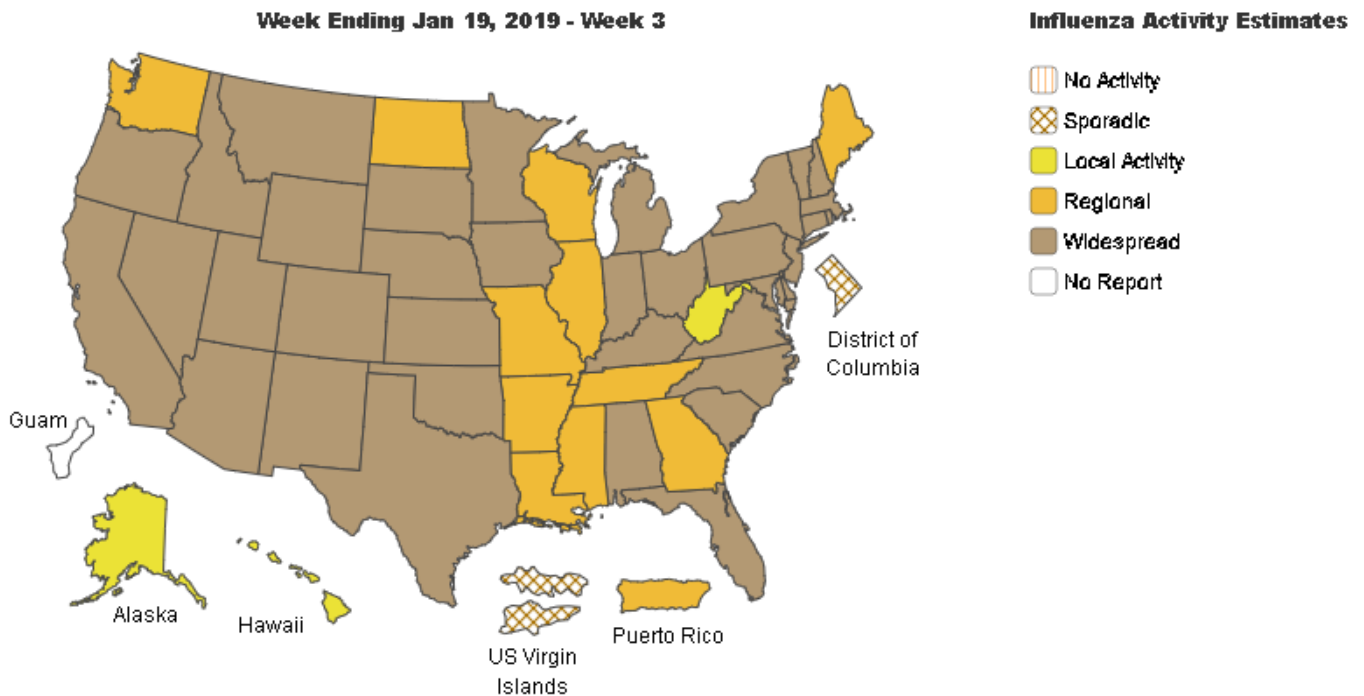 Week Ending Jan 19, 2019 - Week 3
Influenza Activity Estimates
No Activity
Sporadic
Local Activity
Regional
Widespread
No Report
District of
Columbia
Guam
Alaska
Hawaii
US Virgin
Islands
Puerto Rico